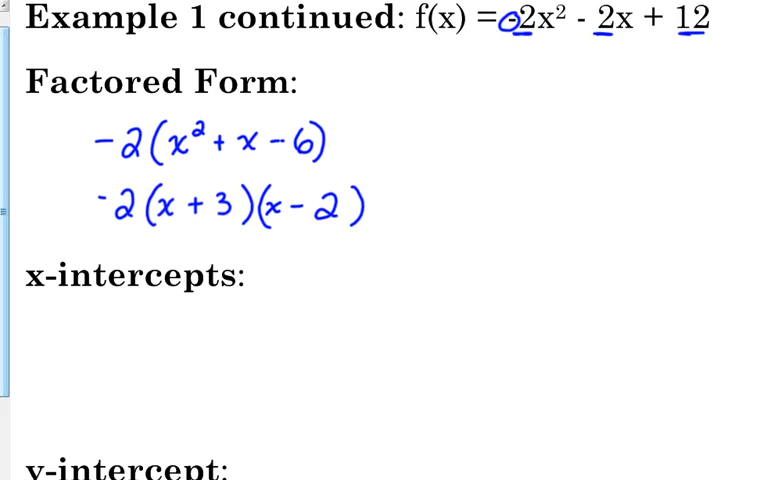 Example 1 continued: f(x) = -2x² - 2x + 12
Factored Form:
-2(x² + x - 6)
-2(x + 3)(x - 2)
x-intercepts:
y-intercept: